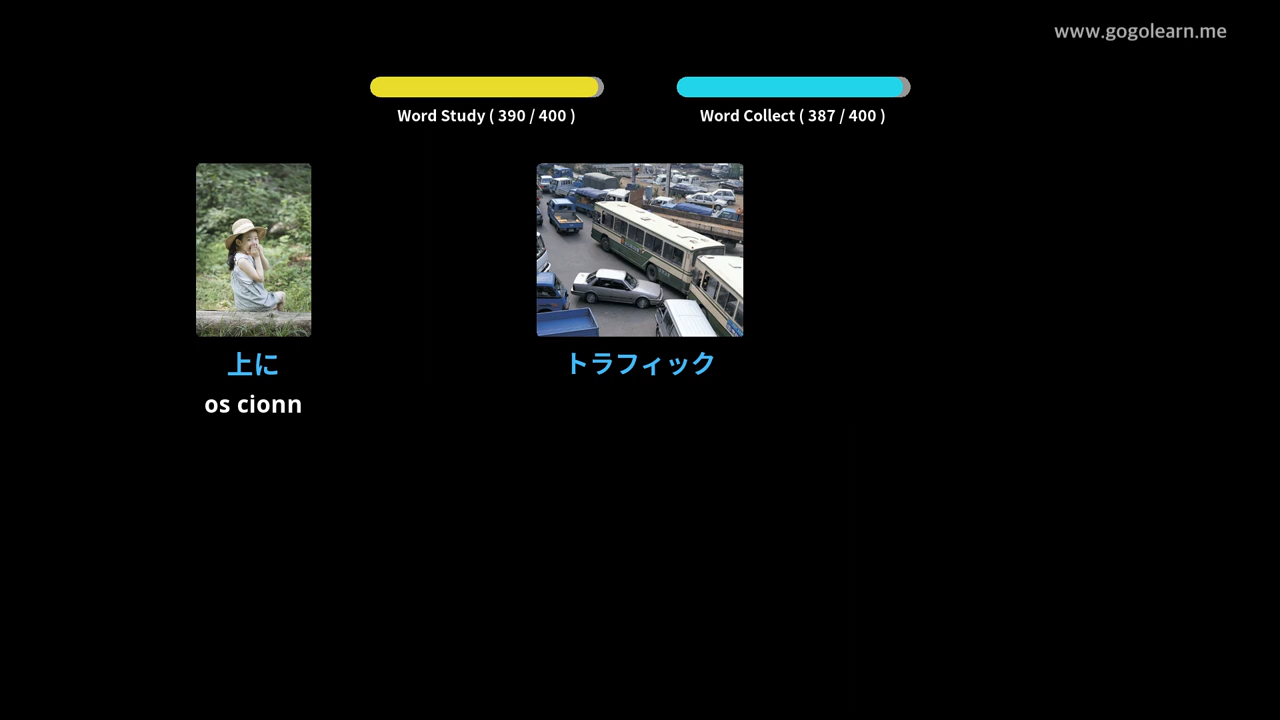 www.gogolearn.me
Word Study ( 390 / 400 )
Word Collect ( 387 / 400 )
上に
トラフィック
os cionn